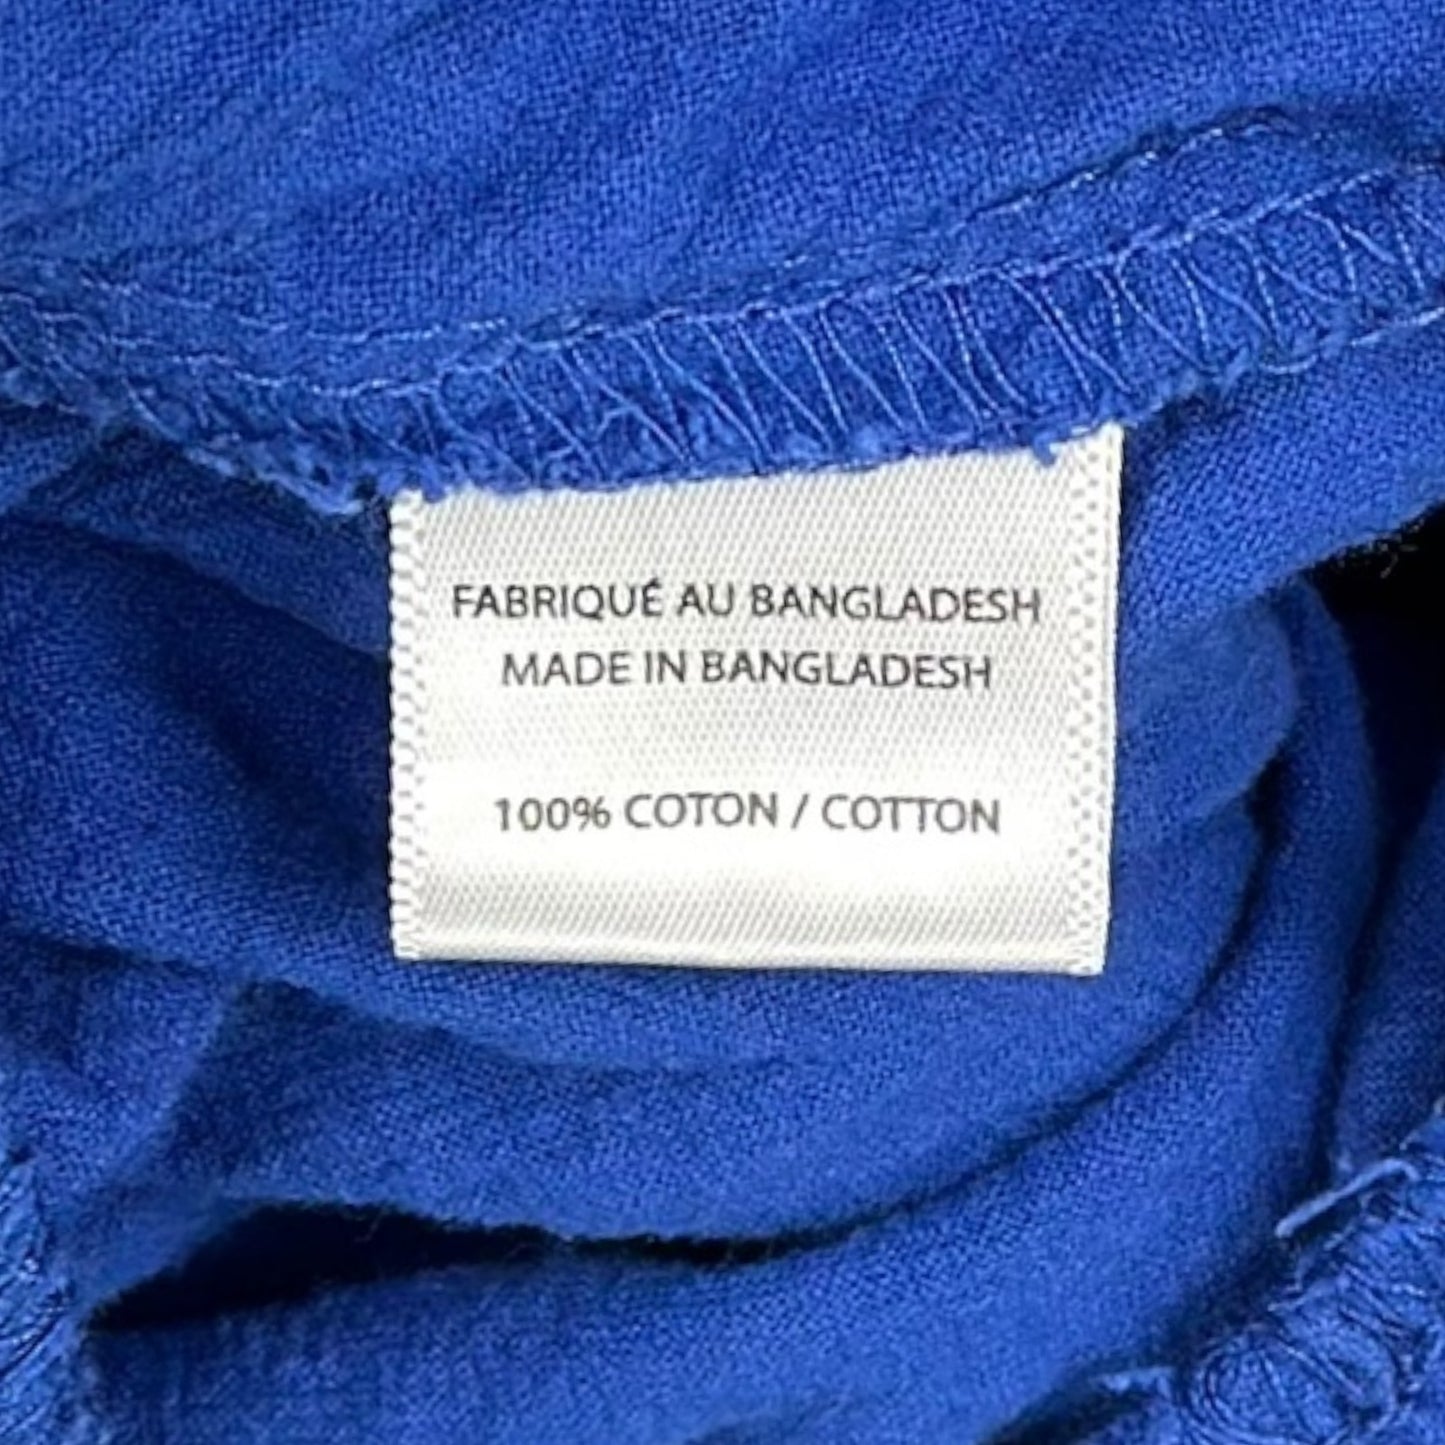 FABRIQUÉ AU BANGLADESH
MADE IN BANGLADESH
100% COTON / COTTON